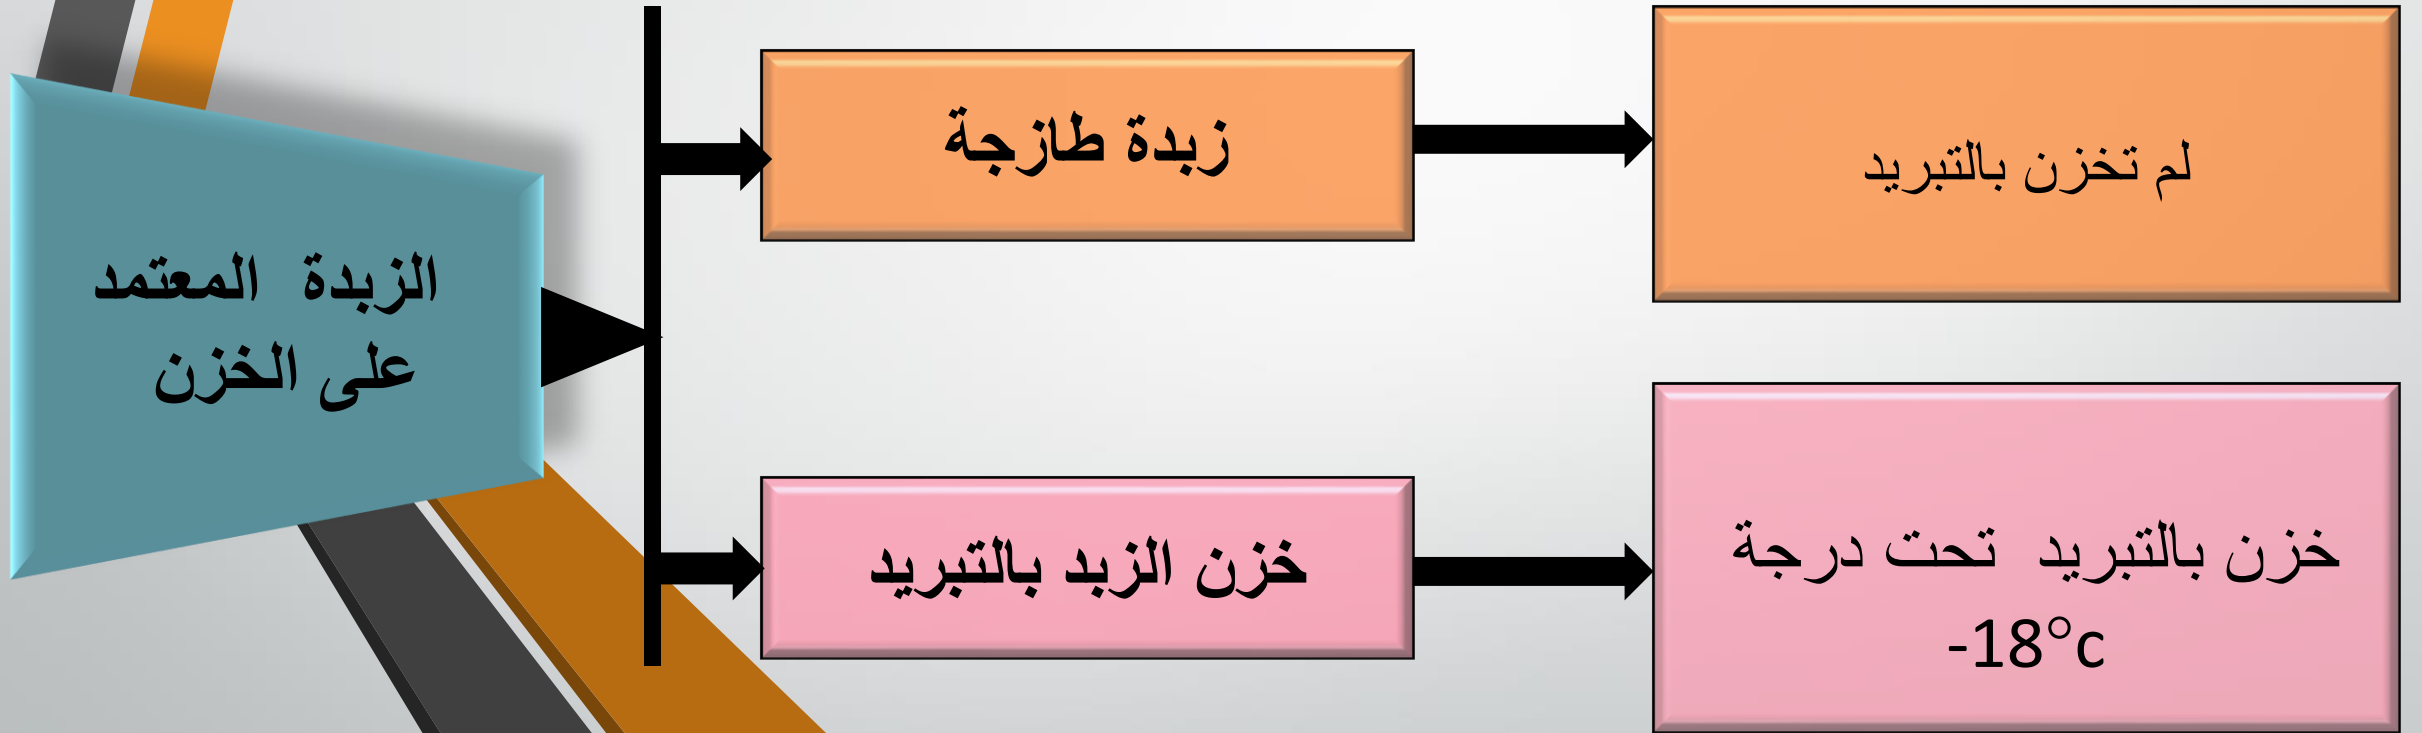 الزبدة المعتمد
على الخزن
زبدة طازجة
لم تخزن بالتبريد
خزن الزبد بالتبريد
خزن بالتبريد تحت درجة
-18°c